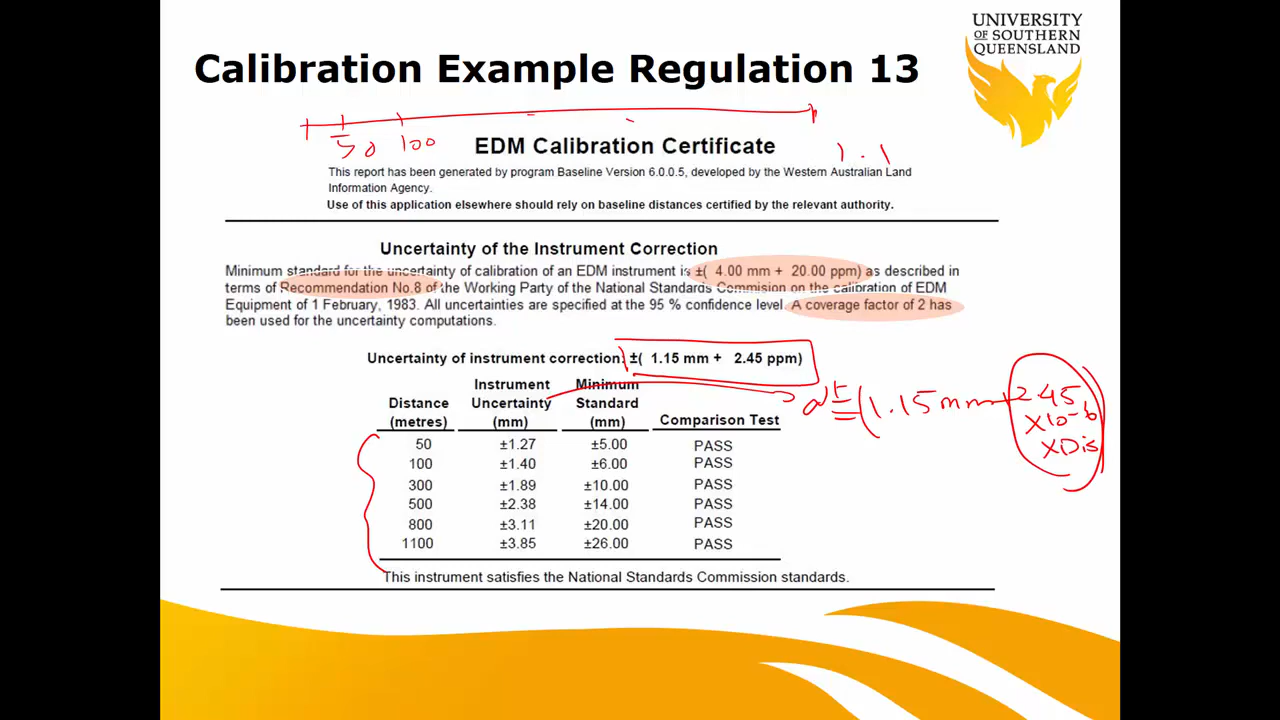 UNIVERSITY
OF SOUTHERN
QUEENSLAND
Calibration Example Regulation 13
50 100
1.1
EDM Calibration Certificate
This report has been generated by program Baseline Version 6.0.0.5, developed by the Western Australian Land
Information Agency.
Use of this application elsewhere should rely on baseline distances certified by the relevant authority.
Uncertainty of the Instrument Correction
Minimum standard for the uncertainty of calibration of an EDM instrument is ±( 4.00 mm + 20.00 ppm) as described in
terms of Recommendation No.8 of the Working Party of the National Standards Commision on the calibration of EDM
Equipment of 1 February, 1983. All uncertainties are specified at the 95 % confidence level. A coverage factor of 2 has
been used for the uncertainty computations.
Uncertainty of instrument correction: ±( 1.15 mm + 2.45 ppm)
Distance (metres) Instrument Uncertainty (mm) Minimum Standard (mm) Comparison Test
50 ±1.27 ±5.00 PASS
100 ±1.40 ±6.00 PASS
300 ±1.89 ±10.00 PASS
500 ±2.38 ±14.00 PASS
800 ±3.11 ±20.00 PASS
1100 ±3.85 ±26.00 PASS
±(1.15mm+2.45
×10-6
×Dis
This instrument satisfies the National Standards Commission standards.